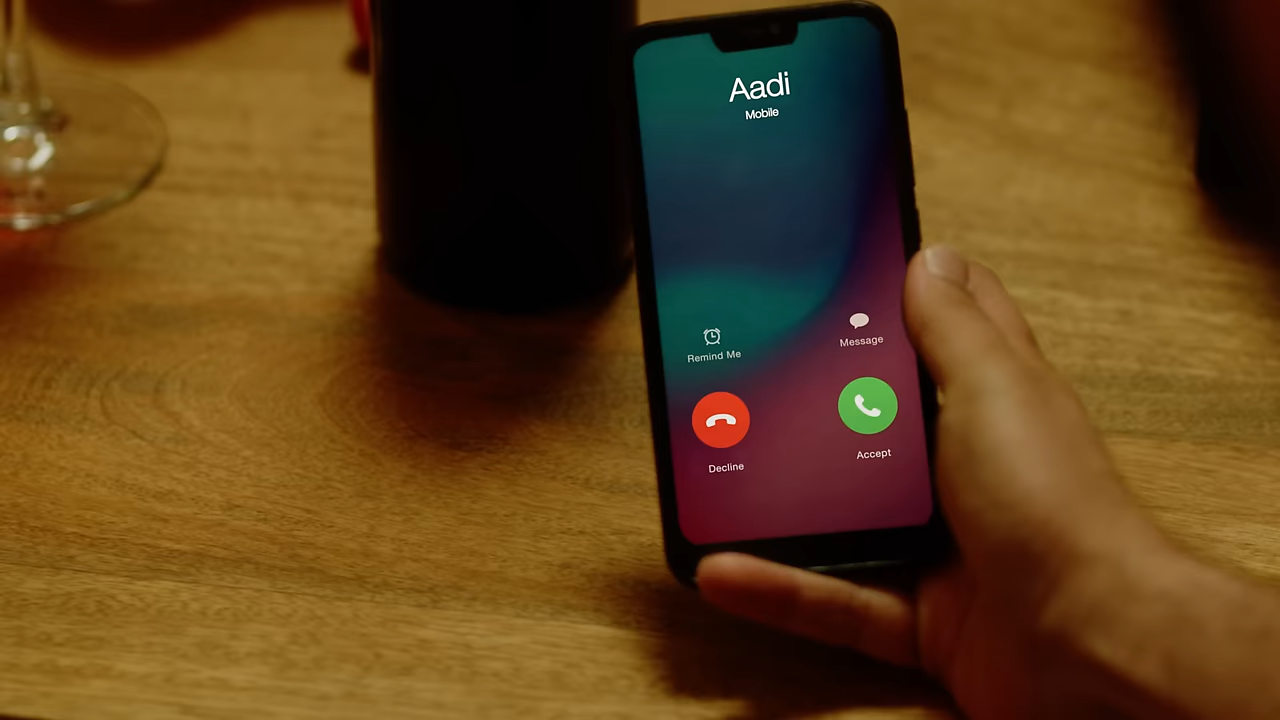 Aadi
Mobile
Remind Me
Message
Decline
Accept